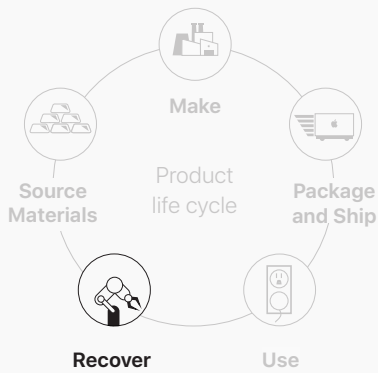 Make
Source
Materials
Product
life cycle
Package
and Ship
Recover
Use